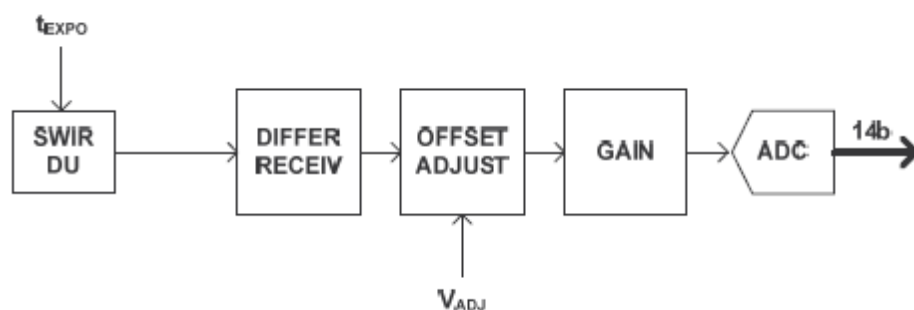 tEXPO
SWIR
DU
DIFFER
RECEIV
OFFSET
ADJUST
GAIN
ADC
14b
VADJ